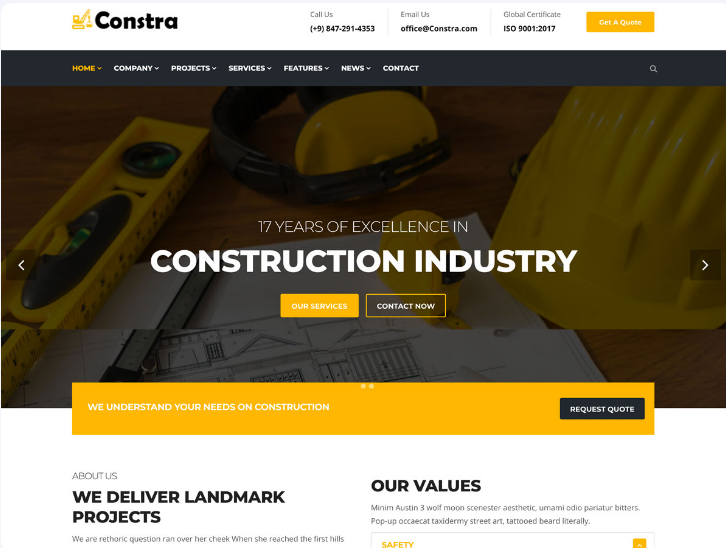 Constra
Call Us
(+9) 847-291-4353
Email Us
office@Constra.com
Global Certificate
ISO 9001:2017
Get A Quote
HOME
COMPANY
PROJECTS
SERVICES
FEATURES
NEWS
CONTACT
17 YEARS OF EXCELLENCE IN
CONSTRUCTION INDUSTRY
OUR SERVICES
CONTACT NOW
WE UNDERSTAND YOUR NEEDS ON CONSTRUCTION
REQUEST QUOTE
ABOUT US
WE DELIVER LANDMARK
PROJECTS
We are rethoric question ran over her cheek When she reached the first hills
OUR VALUES
Minim Austin 3 wolf moon scenester aesthetic, umami odio pariatur bitters.
Pop-up occaecat taxidermy street art, tattooed beard literally.
SAFETY